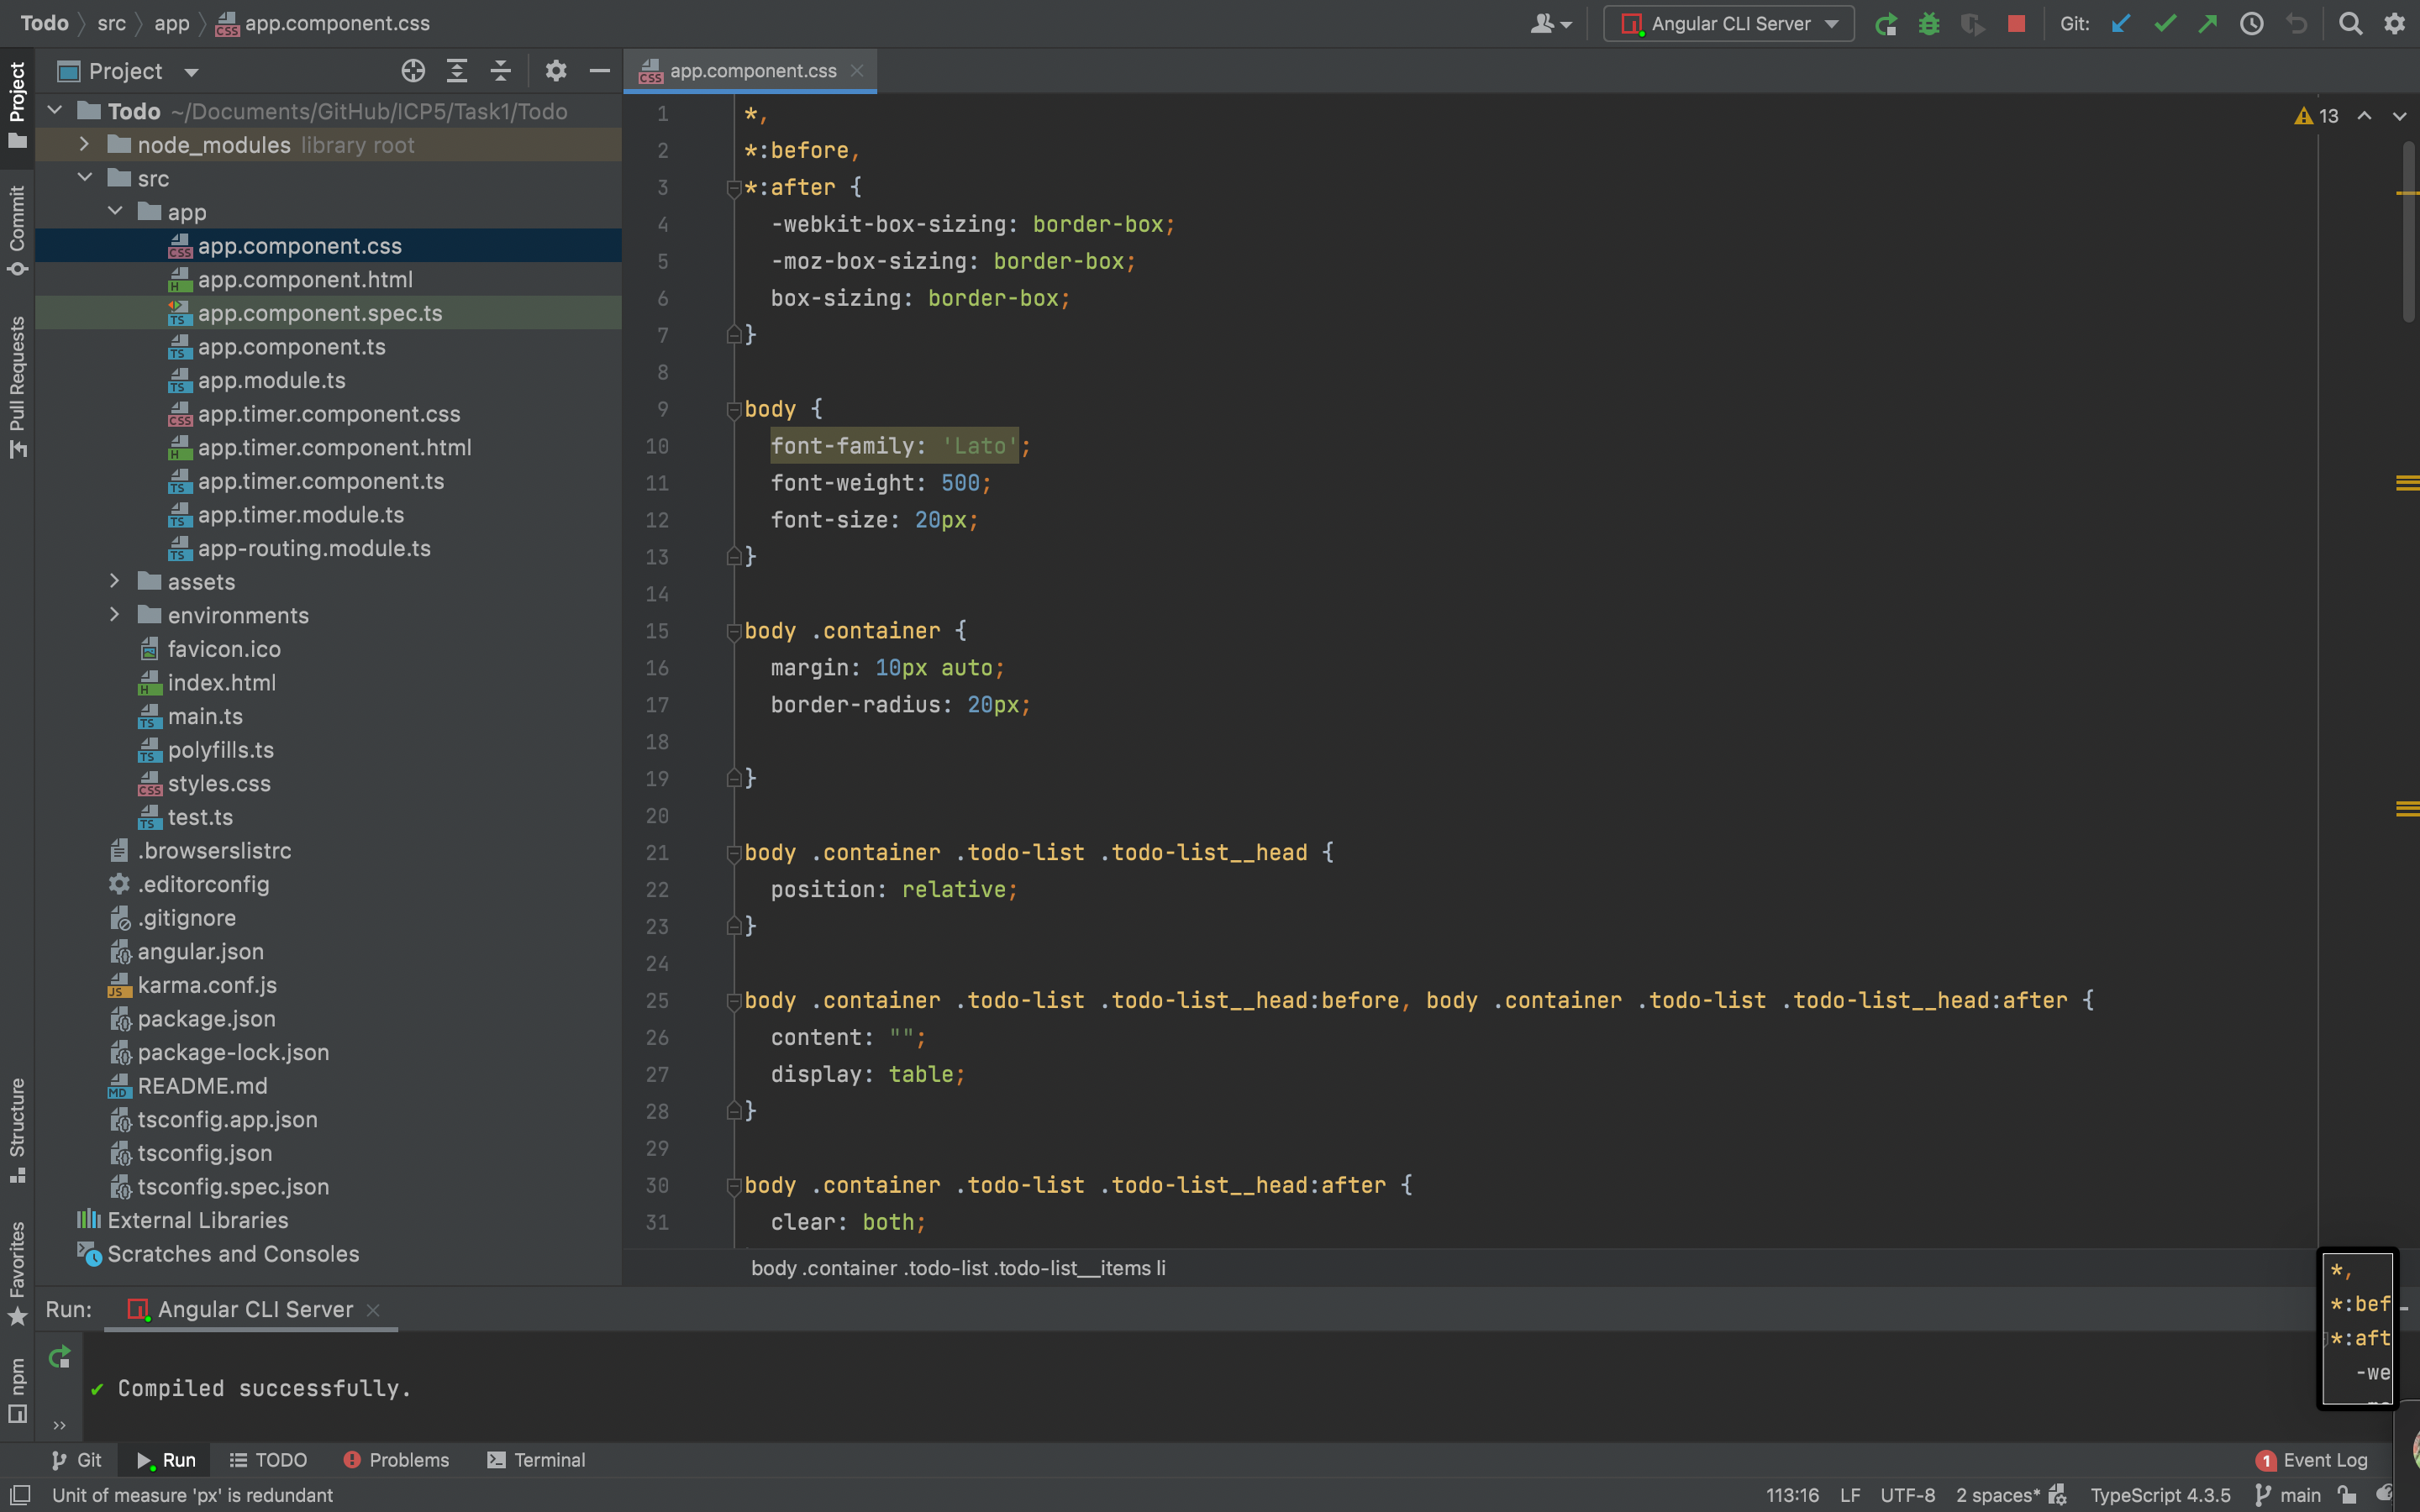 Todo src app app.component.css
Angular CLI Server
Git:
Project
Commit
Pull Requests
Structure
Favorites
npm
Project
Todo ~/Documents/GitHub/ICP5/Task1/Todo
node_modules library root
src
app
app.component.css
app.component.html
app.component.spec.ts
app.component.ts
app.module.ts
app.timer.component.css
app.timer.component.html
app.timer.component.ts
app.timer.module.ts
app-routing.module.ts
assets
environments
favicon.ico
index.html
main.ts
polyfills.ts
styles.css
test.ts
.browserslistrc
.editorconfig
.gitignore
angular.json
karma.conf.js
package.json
package-lock.json
README.md
tsconfig.app.json
tsconfig.json
tsconfig.spec.json
External Libraries
Scratches and Consoles
app.component.css
13
1 *,
2 *:before,
3 *:after {
4 -webkit-box-sizing: border-box;
5 -moz-box-sizing: border-box;
6 box-sizing: border-box;
7 }
8
9 body {
10 font-family: 'Lato';
11 font-weight: 500;
12 font-size: 20px;
13 }
14
15 body .container {
16 margin: 10px auto;
17 border-radius: 20px;
18
19 }
20
21 body .container .todo-list .todo-list__head {
22 position: relative;
23 }
24
25 body .container .todo-list .todo-list__head:before, body .container .todo-list .todo-list__head:after {
26 content: "";
27 display: table;
28 }
29
30 body .container .todo-list .todo-list__head:after {
31 clear: both;
body .container .todo-list .todo-list__items li
*,
*:bef
*:aft
-we
Run: Angular CLI Server
✔ Compiled successfully.
Git Run TODO Problems Terminal
1 Event Log
Unit of measure 'px' is redundant
113:16 LF UTF-8 2 spaces* TypeScript 4.3.5 main